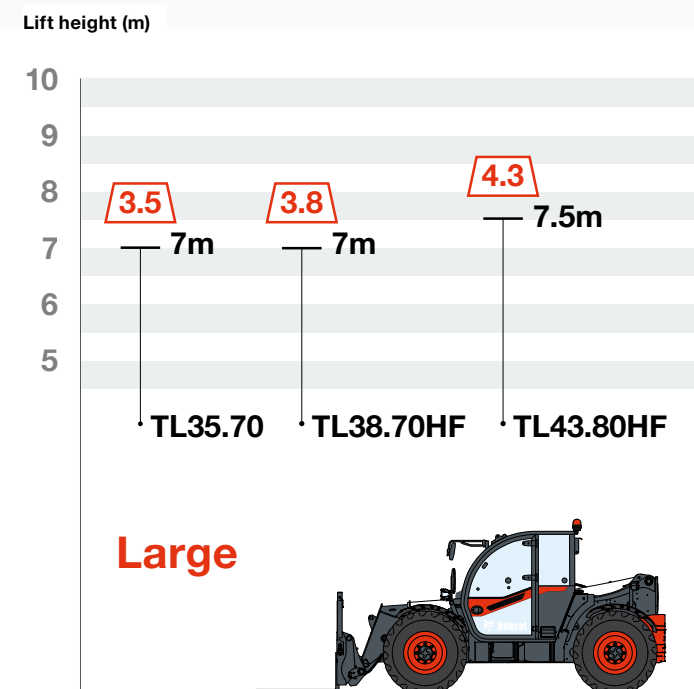 Lift height (m)
10
9
8
7
6
5
3.5
7m
3.8
7m
4.3
7.5m
TL35.70
TL38.70HF
TL43.80HF
Large
Bobcat